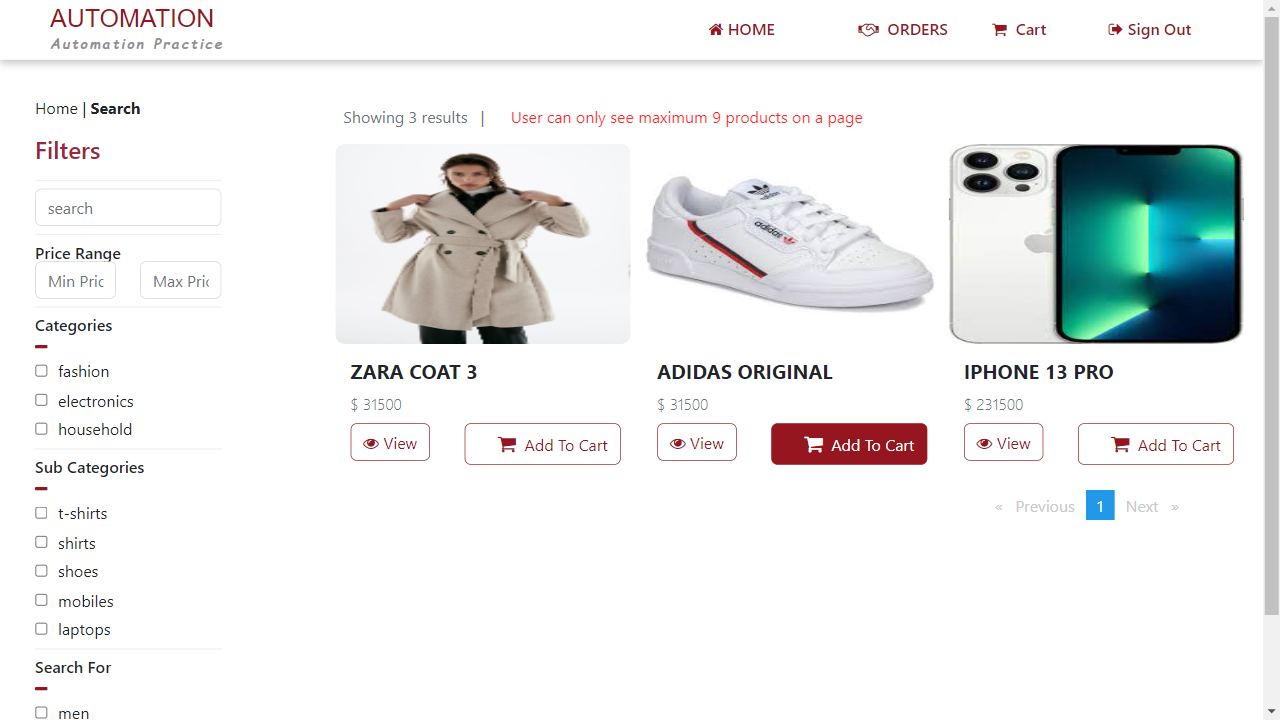 AUTOMATION
Automation Practice
HOME
ORDERS
Cart
Sign Out
Home | Search
Showing 3 results |
User can only see maximum 9 products on a page
Filters
search
Price Range
Min Pric
Max Pric
Categories
fashion
electronics
household
Sub Categories
t-shirts
shirts
shoes
mobiles
laptops
Search For
men
adidas
adidas
ZARA COAT 3
$ 31500
View
Add To Cart
ADIDAS ORIGINAL
$ 31500
View
Add To Cart
IPHONE 13 PRO
$ 231500
View
Add To Cart
« Previous 1 Next »